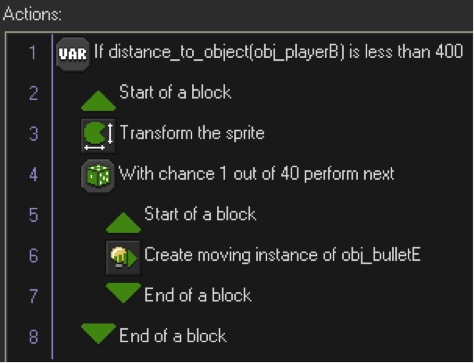 Actions:
1 VAR If distance_to_object(obj_playerB) is less than 400
2 Start of a block
3 Transform the sprite
4 With chance 1 out of 40 perform next
5 Start of a block
6 Create moving instance of obj_bulletE
7 End of a block
8 End of a block